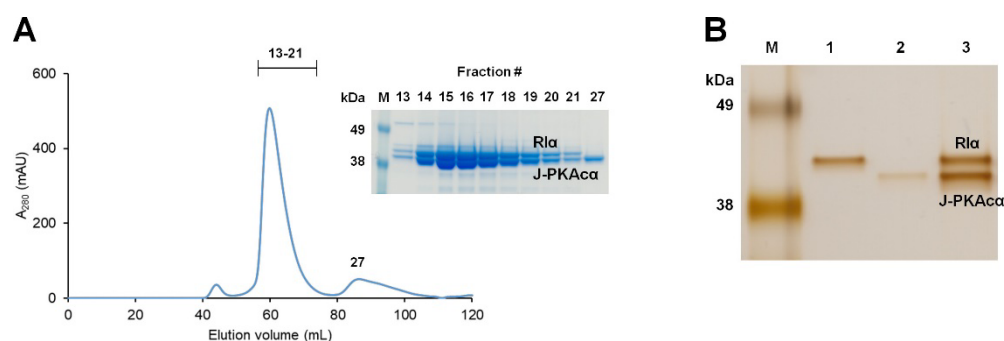 A
13-21
600
400
200
0
A280 (mAU)
27
0 20 40 60 80 100 120
Elution volume (mL)
Fraction #
kDa M 13 14 15 16 17 18 19 20 21 27
49
RIα
38
J-PKAcα
B
M 1 2 3
kDa
49
RIα
38
J-PKAcα